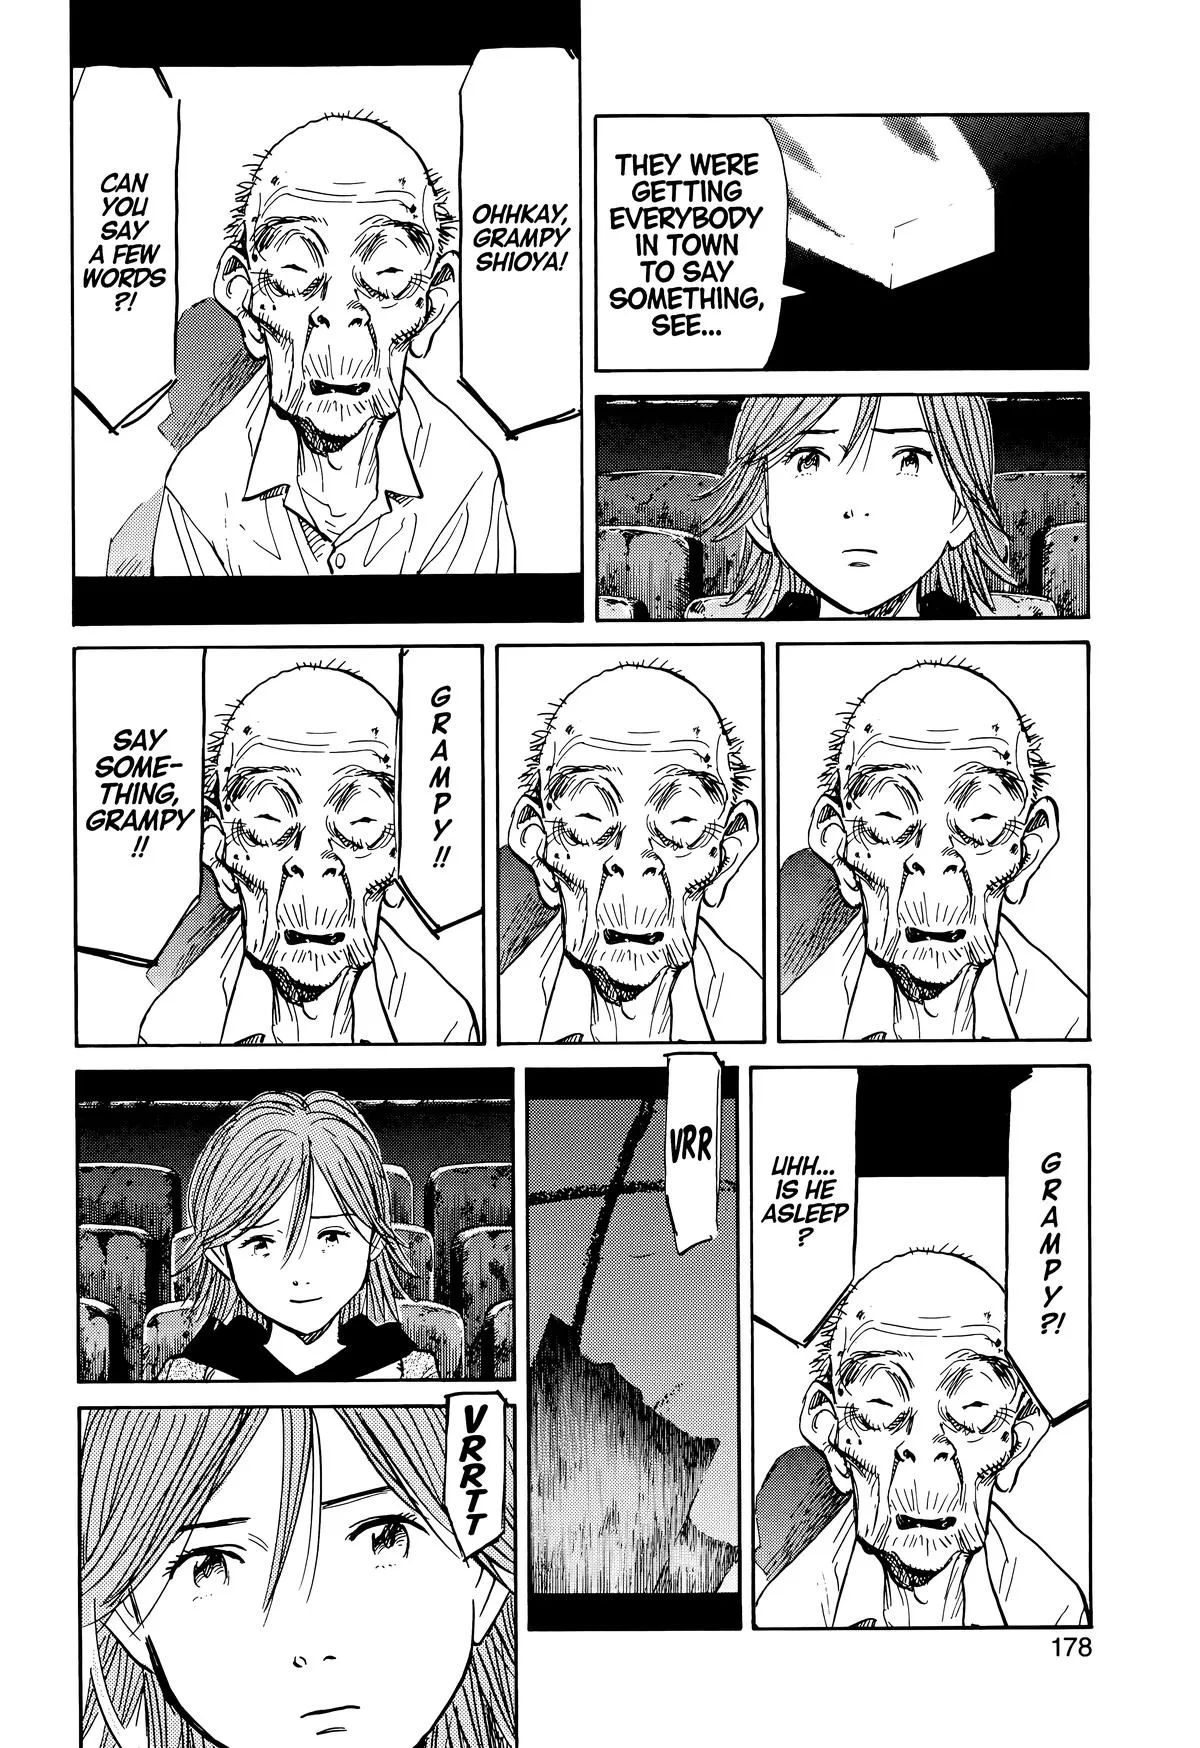 THEY WERE
GETTING
EVERYBODY
IN TOWN
TO SAY
SOMETHING,
SEE...
OHHKAY,
GRAMPY
SHIOYA!
CAN
YOU
SAY
A FEW
WORDS
?!
GRAMPY!!
SAY
SOME-
THING,
GRAMPY
!!
GRAMPY?!
UHH...
IS HE
ASLEEP
?
VRR
VRRTT
178